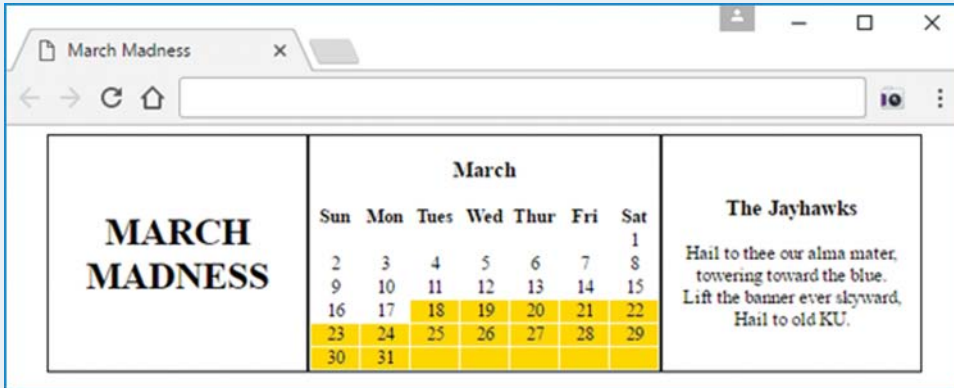 March Madness
MARCH
MADNESS
March
Sun Mon Tues Wed Thur Fri Sat
1
2 3 4 5 6 7 8
9 10 11 12 13 14 15
16 17 18 19 20 21 22
23 24 25 26 27 28 29
30 31
The Jayhawks
Hail to thee our alma mater,
towering toward the blue.
Lift the banner ever skyward,
Hail to old KU.